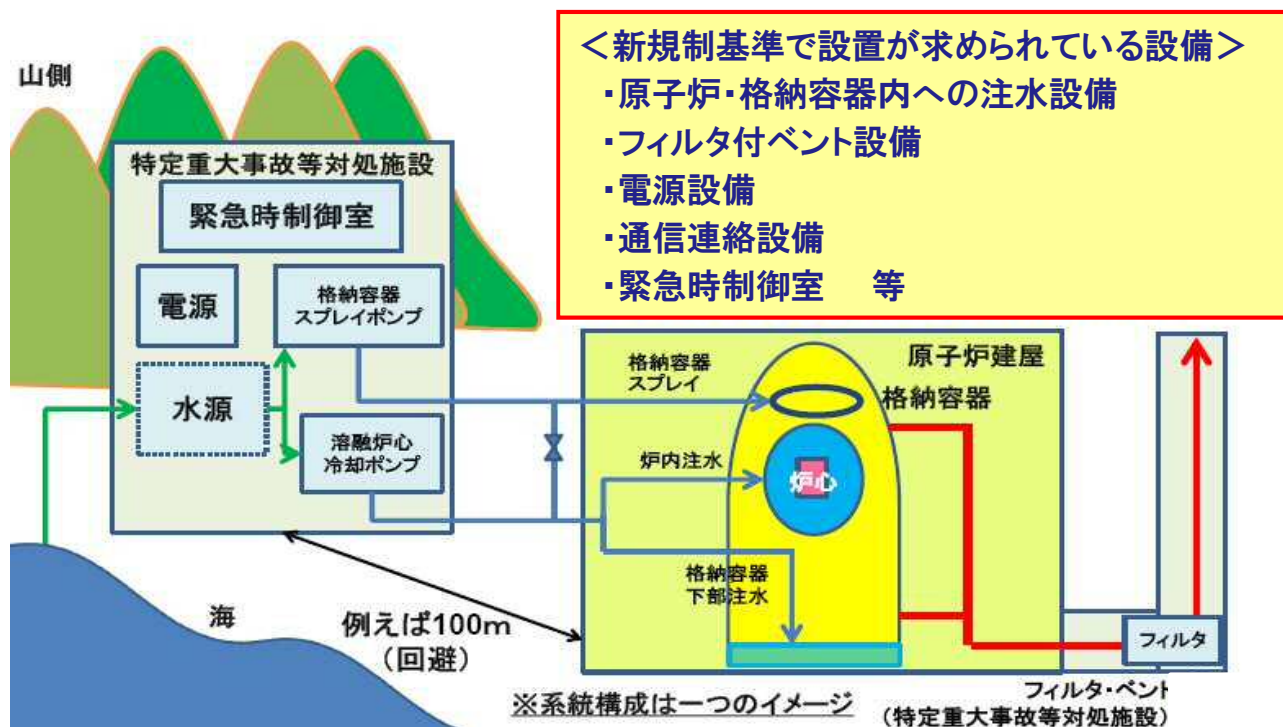 ＜新規制基準で設置が求められている設備＞
・原子炉・格納容器内への注水設備
・フィルタ付ベント設備
・電源設備
・通信連絡設備
・緊急時制御室　等
山側
特定重大事故等対処施設
緊急時制御室
電源
格納容器
スプレイポンプ
水源
溶融炉心
冷却ポンプ
格納容器
スプレイ
原子炉建屋
格納容器
炉内注水
炉心
格納容器
下部注水
海
例えば100m
（回避）
フィルタ
フィルタ・ベント
（特定重大事故等対処施設）
※系統構成は一つのイメージ